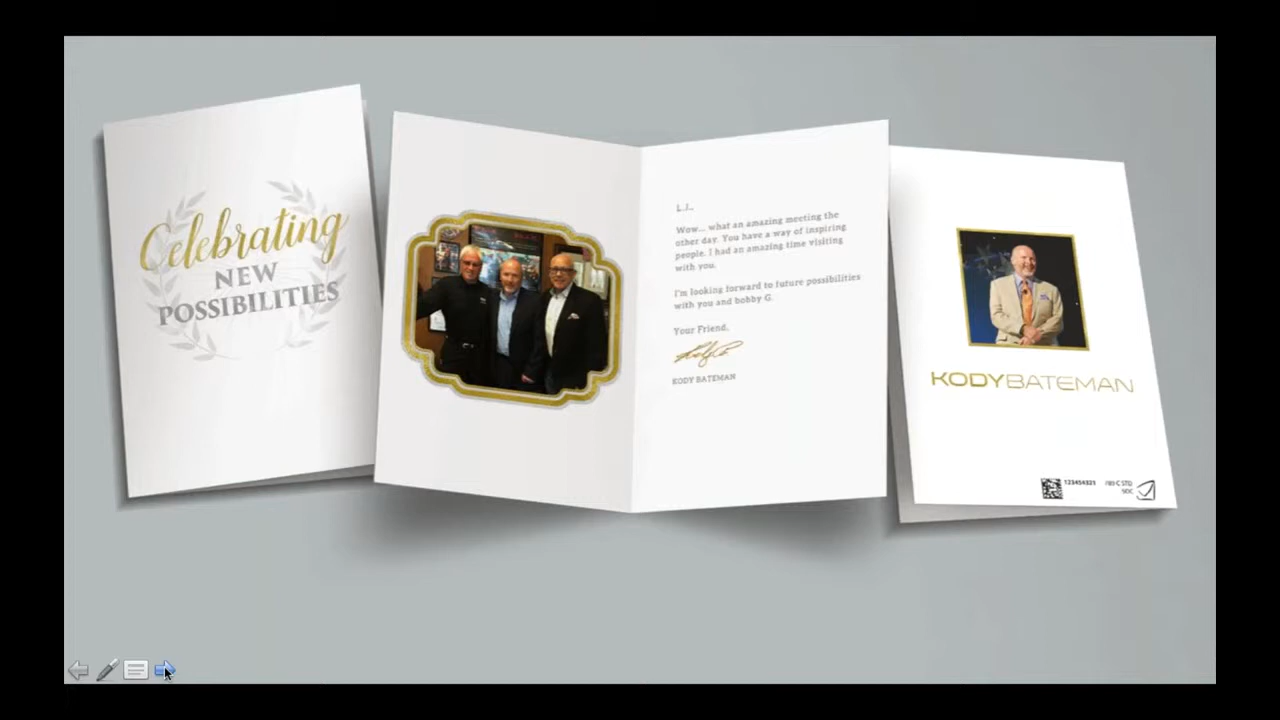 Celebrating
NEW
POSSIBILITIES
L.J.,
Wow... what an amazing meeting the
other day. You have a way of inspiring
people. I had an amazing time visiting
with you.
I'm looking forward to future possibilities
with you and bobby G.
Your Friend,
KODY BATEMAN
KODYBATEMAN
123454321